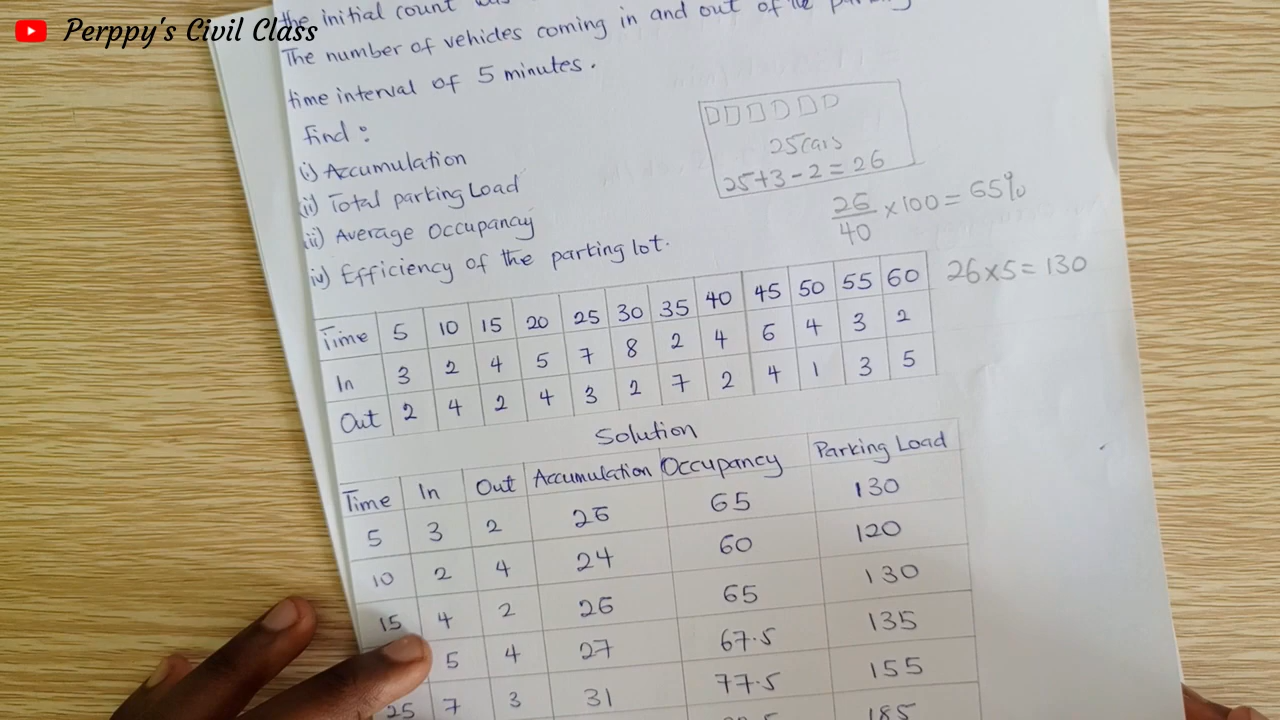 Perppy's Civil Class
the initial count
The number of vehicles coming in and out of the
time interval of 5 minutes.
find:
(i) Accumulation
ii) Total parking Load
iii) Average Occupancy
iv) Efficiency of the parking lot.
25cars
25+3-2=26
26/40 ×100=65%
26×5=130
Time 5 10 15 20 25 30 35 40 45 50 55 60
In 3 2 4 5 7 8 2 4 6 4 3 2
Out 2 4 2 4 3 2 7 2 4 1 3 5
Solution
Time In Out Accumulation Occupancy Parking Load
5 3 2 26 65 130
10 2 4 24 60 120
15 4 2 26 65 130
5 4 27 67.5 135
25 7 3 31 77.5 155
185